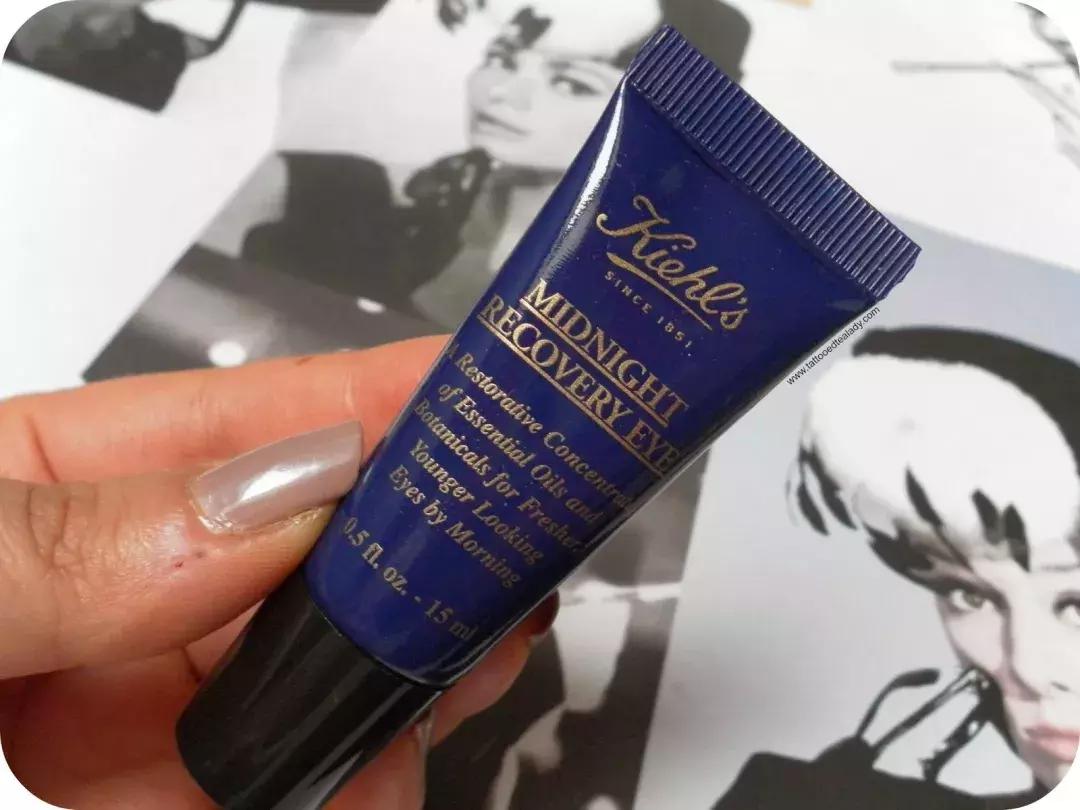 Kiehl's
SINCE 1851
MIDNIGHT
RECOVERY EYE
A Restorative Concentrate
of Essential Oils and
Botanicals for Fresher,
Younger Looking
Eyes by Morning
0.5 fl. oz. - 15 ml
www.tattooedtealady.com